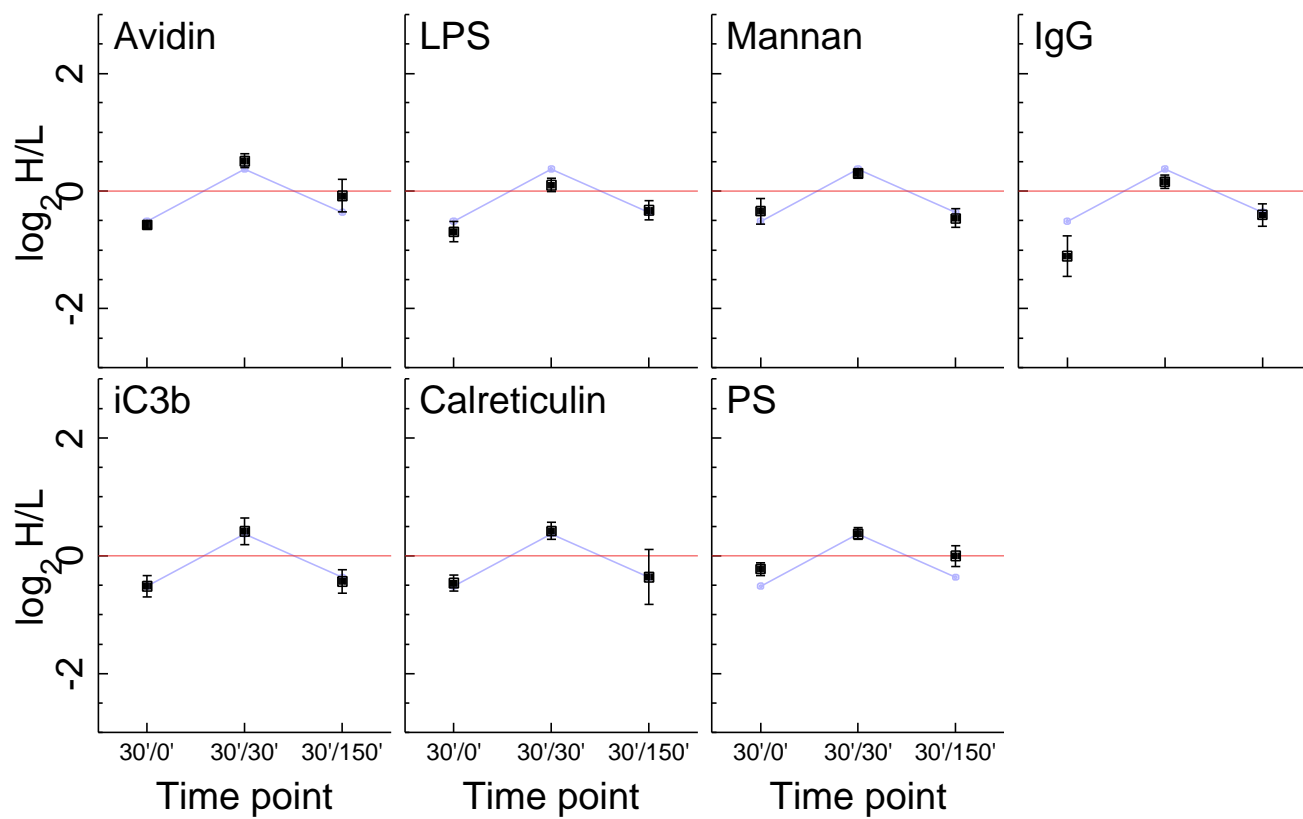 Avidin
LPS
Mannan
IgG
log2 H/L
2
0
-2
iC3b
Calreticulin
PS
log2 H/L
2
0
-2
30'/0' 30'/30' 30'/150'
30'/0' 30'/30' 30'/150'
30'/0' 30'/30' 30'/150'
Time point
Time point
Time point